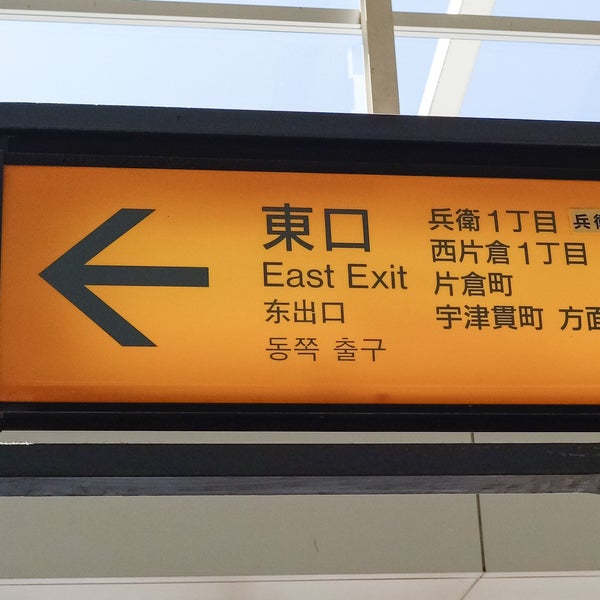 東口
East Exit
东出口
동쪽 출구
兵衛1丁目
西片倉1丁目
片倉町
宇津貫町 方面